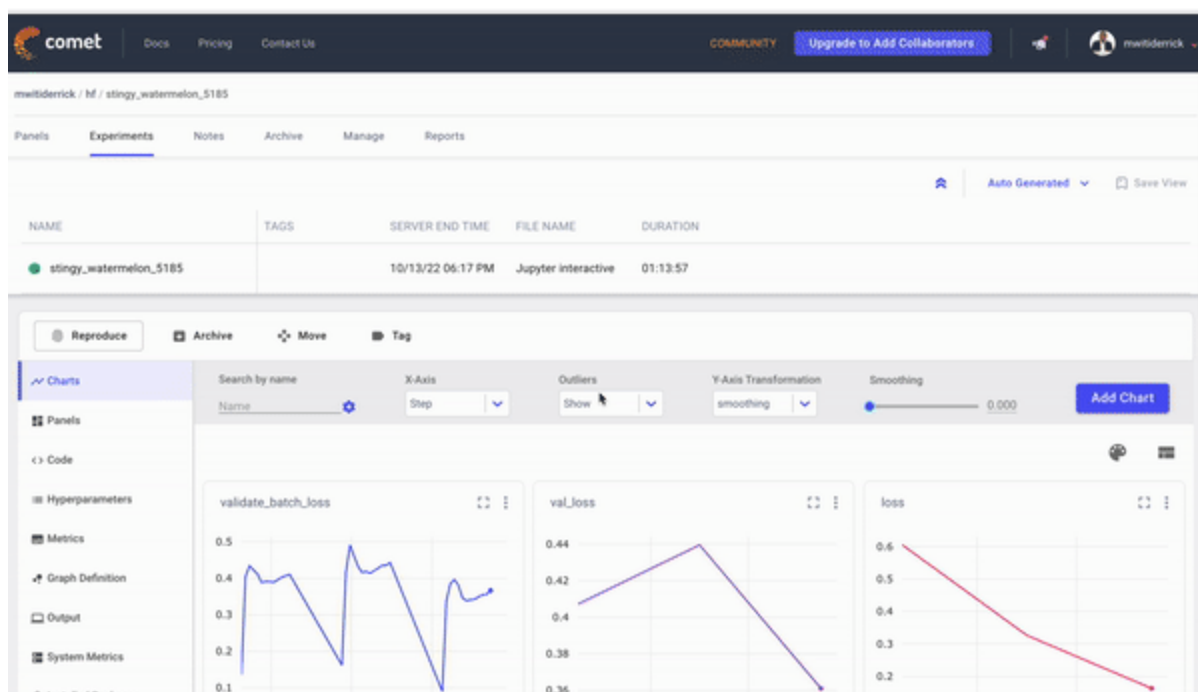 comet Docs Pricing Contact Us COMMUNITY Upgrade to Add Collaborators mwitiderrick
mwitiderrick / hf / stingy_watermelon_5185
Panels Experiments Notes Archive Manage Reports
Auto Generated Save View
NAME TAGS SERVER END TIME FILE NAME DURATION
stingy_watermelon_5185 10/13/22 06:17 PM Jupyter interactive 01:13:57
Reproduce Archive Move Tag
Charts
Panels
<> Code
Hyperparameters
Metrics
Graph Definition
Output
System Metrics
Search by name X-Axis Outliers Y-Axis Transformation Smoothing
Name Step Show smoothing 0.000 Add Chart
validate_batch_loss
0.5
0.4
0.3
0.2
0.1
val_loss
0.44
0.42
0.4
0.38
0.36
loss
0.6
0.5
0.4
0.3
0.2